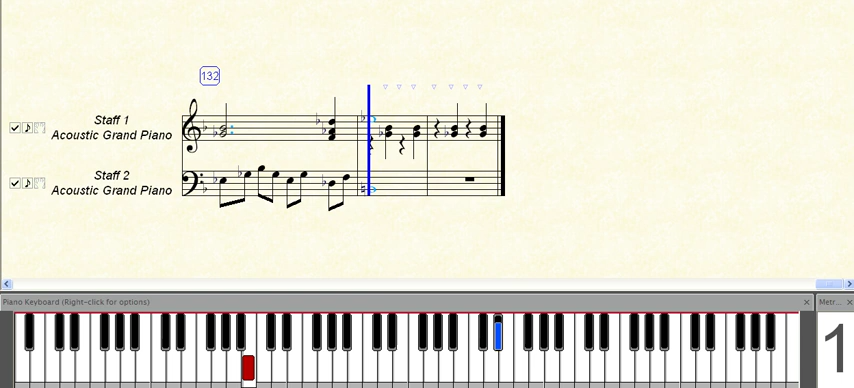 132
Staff 1
Acoustic Grand Piano
Staff 2
Acoustic Grand Piano
Piano Keyboard (Right-click for options)
Metr...
1